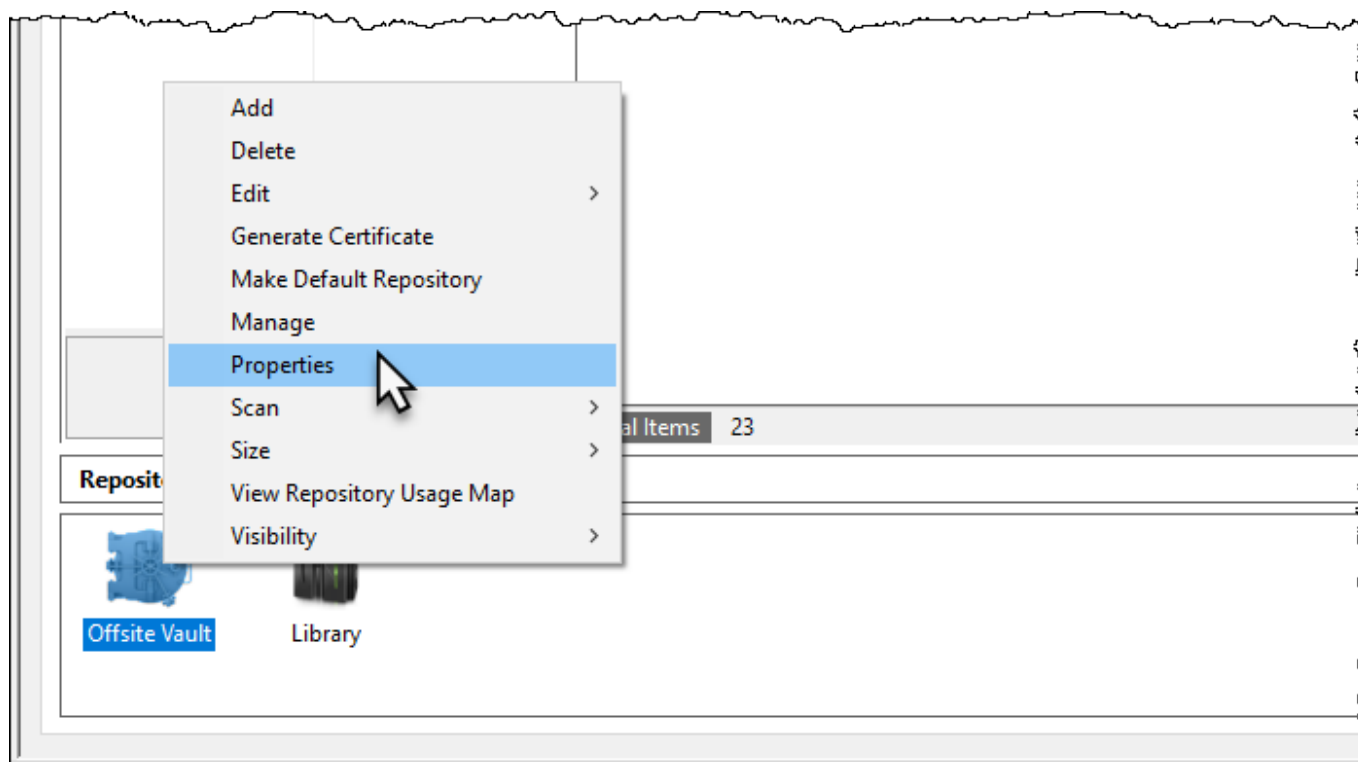 Add
Delete
Edit
Generate Certificate
Make Default Repository
Manage
Properties
Scan
al Items 23
Size
Reposit
View Repository Usage Map
Visibility
Offsite Vault Library